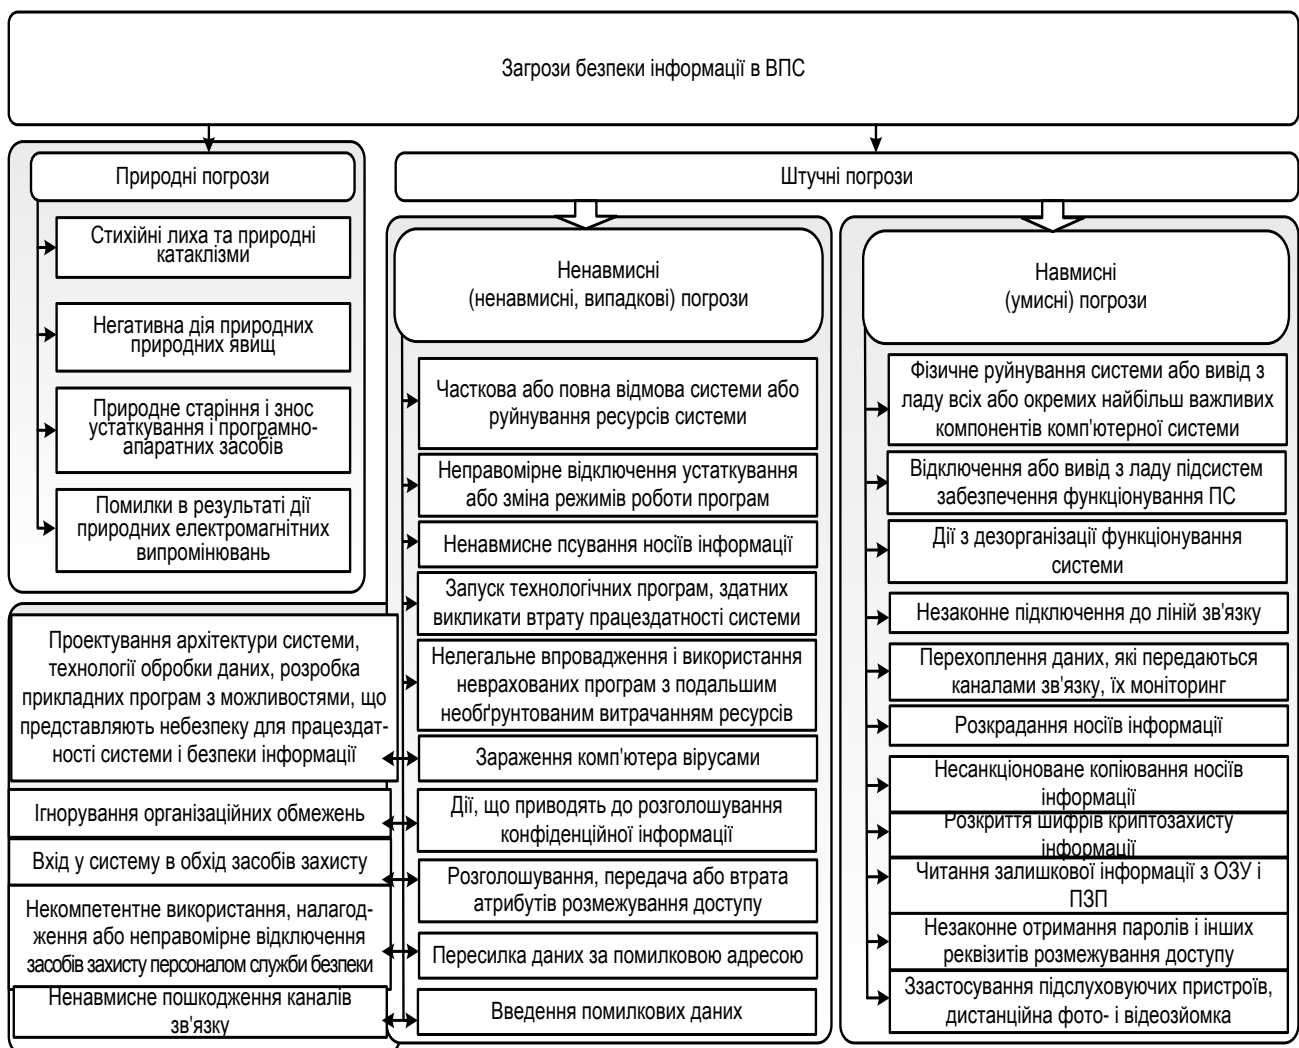 Загрози безпеки інформації в ВПС
Природні погрози
Стихійні лиха та природні
катаклізми
Негативна дія природних
природних явищ
Природне старіння і знос
устаткування і програмно-
апаратних засобів
Помилки в результаті дії
природних електромагнітних
випромінювань
Штучні погрози
Ненавмисні
(ненавмисні, випадкові) погрози
Часткова або повна відмова системи або
руйнування ресурсів системи
Неправомірне відключення устаткування
або зміна режимів роботи програм
Ненавмисне псування носіїв інформації
Запуск технологічних програм, здатних
викликати втрату працездатності системи
Нелегальне впровадження і використання
неврахованих програм з подальшим
необґрунтованим витрачанням ресурсів
Зараження комп'ютера вірусами
Дії, що приводять до розголошування
конфіденційної інформації
Розголошування, передача або втрата
атрибутів розмежування доступу
Пересилка даних за помилковою адресою
Введення помилкових даних
Проектування архітектури системи,
технології обробки даних, розробка
прикладних програм з можливостями, що
представляють небезпеку для працездат-
ності системи і безпеки інформації
Ігнорування організаційних обмежень
Вхід у систему в обхід засобів захисту
Некомпетентне використання, налагод-
ження або неправомірне відключення
засобів захисту персоналом служби безпеки
Ненавмисне пошкодження каналів
зв'язку
Навмисні
(умисні) погрози
Фізичне руйнування системи або вивід з
ладу всіх або окремих найбільш важливих
компонентів комп'ютерної системи
Відключення або вивід з ладу підсистем
забезпечення функціонування ПС
Дії з дезорганізації функціонування
системи
Незаконне підключення до ліній зв'язку
Перехоплення даних, які передаються
каналами зв'язку, їх моніторинг
Розкрадання носіїв інформації
Несанкціоноване копіювання носіїв
інформації
Розкриття шифрів криптозахисту
інформації
Читання залишкової інформації з ОЗУ і
ПЗП
Незаконне отримання паролів і інших
реквізитів розмежування доступу
Ззастосування підслуховуючих пристроїв,
дистанційна фото- і відеозйомка